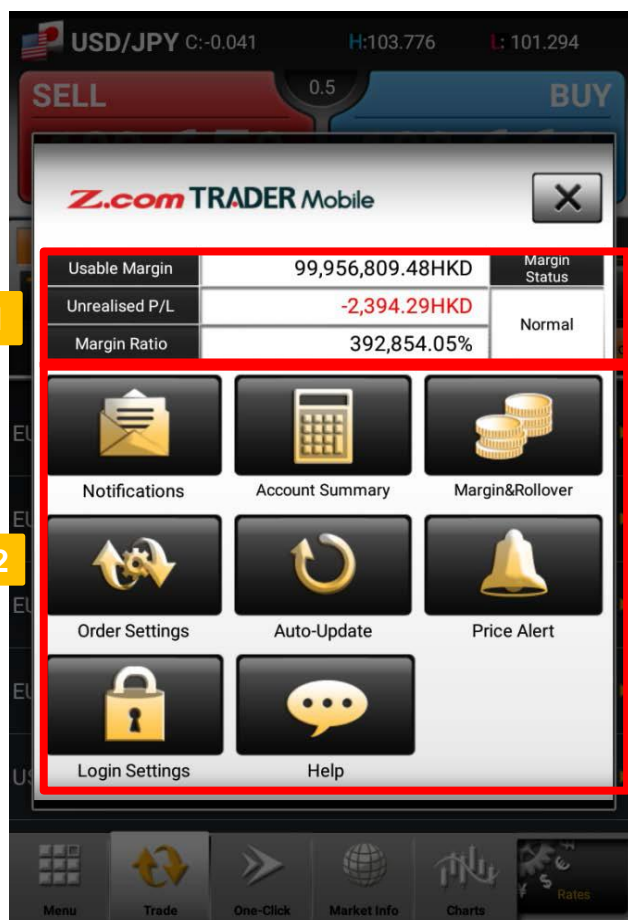 USD/JPY C:-0.041 H:103.776 L: 101.294
SELL 0.5 BUY
Z.com TRADER Mobile
Usable Margin 99,956,809.48HKD Margin Status
Unrealised P/L -2,394.29HKD
Normal
Margin Ratio 392,854.05%
Notifications Account Summary Margin&Rollover
2
Order Settings Auto-Update Price Alert
Login Settings Help
Menu Trade One-Click Market Info Charts Rates